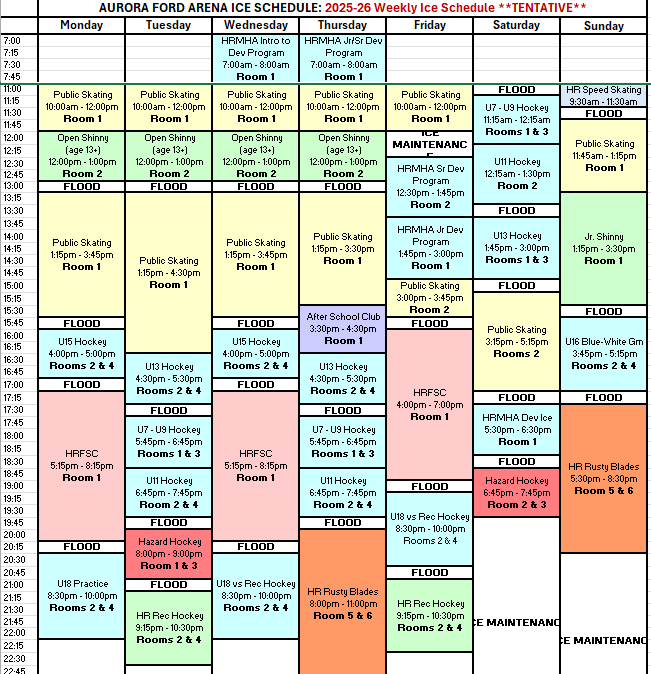 AURORA FORD ARENA ICE SCHEDULE: 2025-26 Weekly Ice Schedule **TENTATIVE**
Monday Tuesday Wednesday Thursday Friday Saturday Sunday
7:00
7:15
7:30
7:45
11:00
11:15
11:30
11:45
12:00
12:15
12:30
12:45
13:00
13:15
13:30
13:45
14:00
14:15
14:30
14:45
15:00
15:15
15:30
15:45
16:00
16:15
16:30
16:45
17:00
17:15
17:30
17:45
18:00
18:15
18:30
18:45
19:00
19:15
19:30
19:45
20:00
20:15
20:30
20:45
21:00
21:15
21:30
21:45
22:00
22:15
22:30
22:45
Public Skating
10:00am - 12:00pm
Room 1
Open Shinny
(age 13+)
12:00pm - 1:00pm
Room 2
FLOOD
Public Skating
1:15pm - 3:45pm
Room 1
FLOOD
U15 Hockey
4:00pm - 5:00pm
Rooms 2 & 4
FLOOD
HRFSC
5:15pm - 8:15pm
Room 1
FLOOD
U18 Practice
8:30pm - 10:00pm
Rooms 2 & 4
Public Skating
10:00am - 12:00pm
Room 1
Open Shinny
(age 13+)
12:00pm - 1:00pm
Room 2
FLOOD
Public Skating
1:15pm - 4:30pm
Room 1
U13 Hockey
4:30pm - 5:30pm
Rooms 2 & 4
FLOOD
U7 - U9 Hockey
5:45pm - 6:45pm
Rooms 1 & 3
U11 Hockey
6:45pm - 7:45pm
Room 2 & 4
FLOOD
Hazard Hockey
8:00pm - 9:00pm
Room 1 & 3
FLOOD
HR Rec Hockey
9:15pm - 10:30pm
Rooms 2 & 4
HRMHA Intro to
Dev Program
7:00am - 8:00am
Room 1
Public Skating
10:00am - 12:00pm
Room 1
Open Shinny
(age 13+)
12:00pm - 1:00pm
Room 2
FLOOD
Public Skating
1:15pm - 3:45pm
Room 1
FLOOD
U15 Hockey
4:00pm - 5:00pm
Rooms 2 & 4
FLOOD
HRFSC
5:15pm - 8:15pm
Room 1
FLOOD
U18 vs Rec Hockey
8:30pm - 10:00pm
Rooms 2 & 4
HRMHA Jr/Sr Dev
Program
7:00am - 8:00am
Room 1
Public Skating
10:00am - 12:00pm
Room 1
Open Shinny
(age 13+)
12:00pm - 1:00pm
Room 2
FLOOD
Public Skating
1:15pm - 3:30pm
Room 1
After School Club
3:30pm - 4:30pm
Room 1
U13 Hockey
4:30pm - 5:30pm
Rooms 2 & 4
FLOOD
U7 - U9 Hockey
5:45pm - 6:45pm
Rooms 1 & 3
U11 Hockey
6:45pm - 7:45pm
Room 2 & 4
FLOOD
HR Rusty Blades
8:00pm - 11:00pm
Room 5 & 6
Public Skating
10:00am - 12:00pm
Room 1
ICE
MAINTENANC
E
HRMHA Sr Dev
Program
12:30pm - 1:45pm
Room 2
HRMHA Jr Dev
Program
1:45pm - 3:00pm
Room 1
Public Skating
3:00pm - 3:45pm
Room 2
FLOOD
HRFSC
4:00pm - 7:00pm
Room 1
FLOOD
U18 vs Rec Hockey
8:30pm - 10:00pm
Rooms 2 & 4
FLOOD
HR Rec Hockey
9:15pm - 10:30pm
Rooms 2 & 4
FLOOD
U7 - U9 Hockey
11:15am - 12:15am
Rooms 1 & 3
U11 Hockey
12:15am - 1:30pm
Room 2
FLOOD
U13 Hockey
1:45pm - 3:00pm
Rooms 1 & 3
FLOOD
Public Skating
3:15pm - 5:15pm
Rooms 2
FLOOD
HRMHA Dev Ice
5:30pm - 6:30pm
Room 1
FLOOD
Hazard Hockey
6:45pm - 7:45pm
Room 2 & 3
CE MAINTENANC
HR Speed Skating
9:30am - 11:30am
FLOOD
Public Skating
11:45am - 1:15pm
Room 1
Jr. Shinny
1:15pm - 3:30pm
Room 1
FLOOD
U16 Blue-White Gm
3:45pm - 5:15pm
Rooms 2 & 4
FLOOD
HR Rusty Blades
5:30pm - 8:30pm
Room 5 & 6
CE MAINTENANC